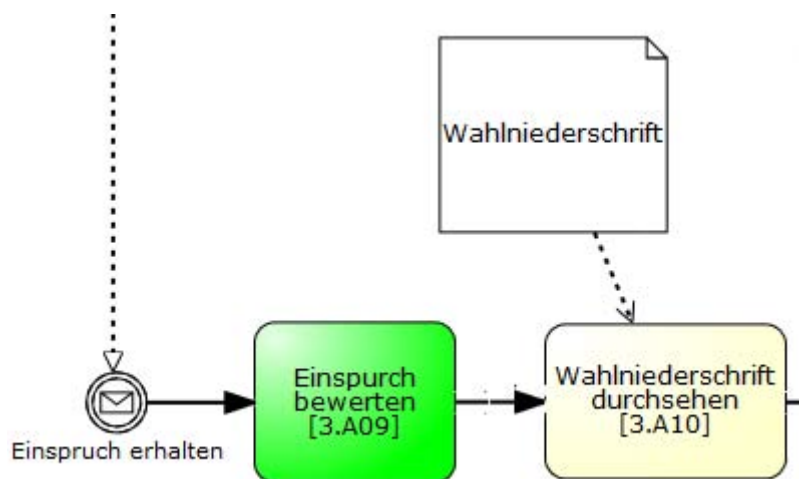 Wahlniederschrift
Einspurch
bewerten
[3.A09]
Wahlniederschrift
durchsehen
[3.A10]
Einspruch erhalten